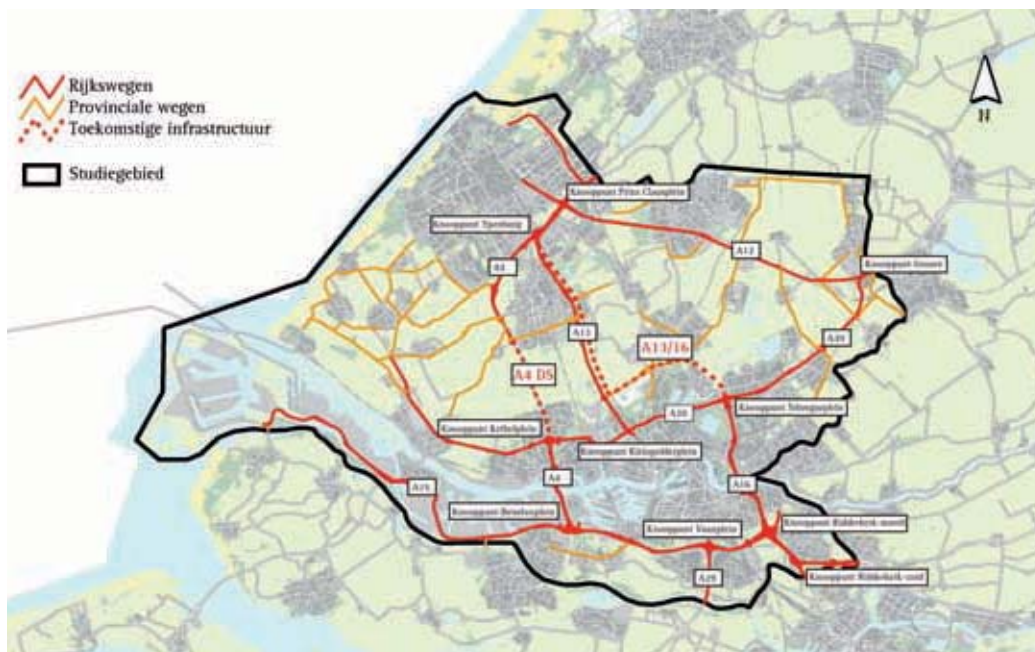 Rijkswegen
Provinciale wegen
Toekomstige infrastructuur
Studiegebied
N
Knooppunt Prins Clausplein
Knooppunt Ypenburg
A12
Knooppunt Gouwe
A4
A13
A20
A13/16
A4 DS
A20
Knooppunt Terbregseplein
Knooppunt Kethelplein
Knooppunt Kleinpolderplein
A4
A15
A16
Knooppunt Beneluxplein
Knooppunt Vaanplein
Knooppunt Ridderkerk-noord
A29
Knooppunt Ridderkerk-zuid